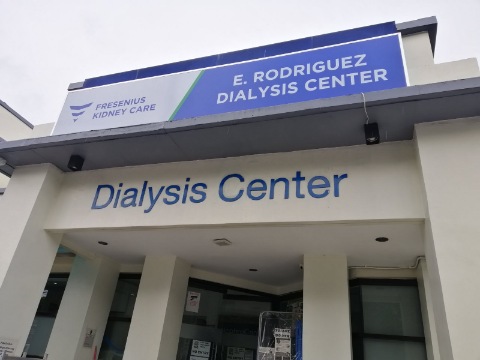 FRESENIUS
KIDNEY CARE
E. RODRIGUEZ
DIALYSIS CENTER
Dialysis Center